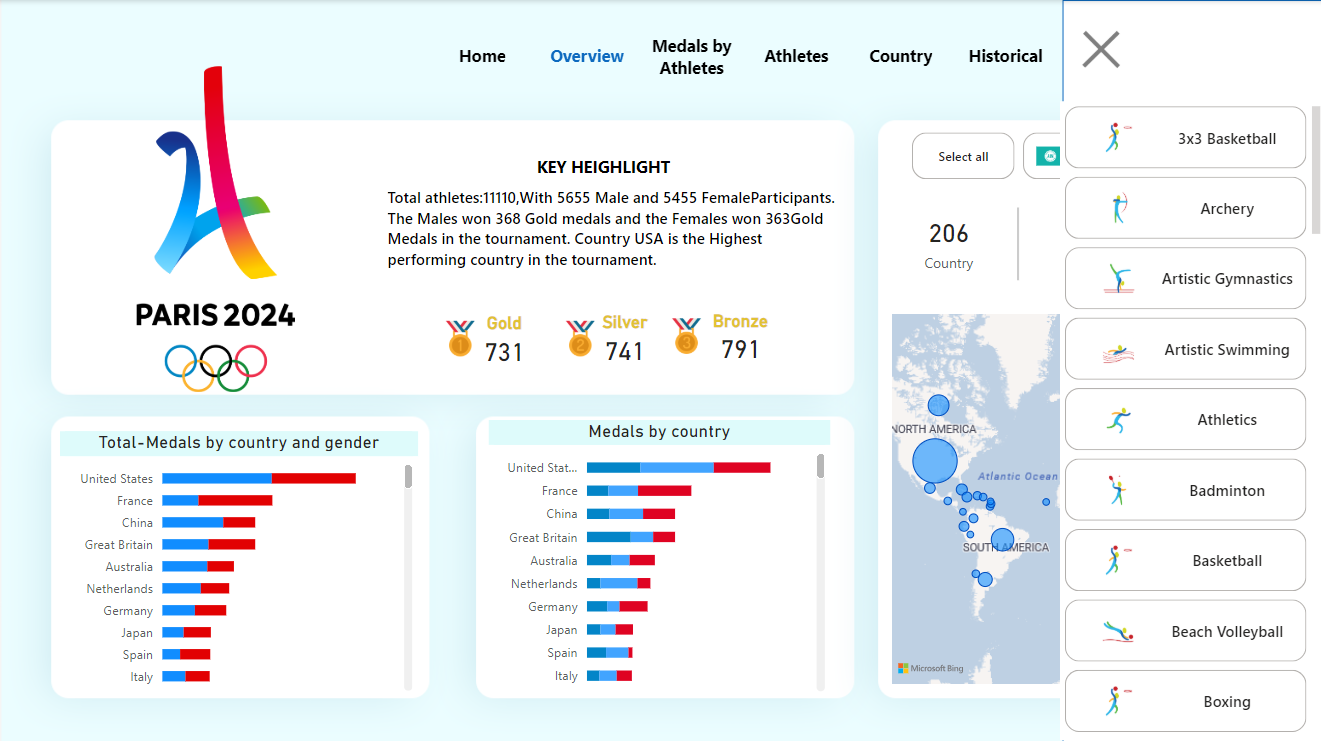 Home
Overview
Medals by
Athletes
Athletes
Country
Historical
PARIS 2024
KEY HEIGHLIGHT
Total athletes:11110,With 5655 Male and 5455 FemaleParticipants.
The Males won 368 Gold medals and the Females won 363Gold
Medals in the tournament. Country USA is the Highest
performing country in the tournament.
Gold
731
Silver
741
Bronze
791
Select all
206
Country
Total-Medals by country and gender
United States
France
China
Great Britain
Australia
Netherlands
Germany
Japan
Spain
Italy
Medals by country
United Stat...
France
China
Great Britain
Australia
Netherlands
Germany
Japan
Spain
Italy
NORTH AMERICA
Atlantic Ocean
SOUTH AMERICA
Microsoft Bing
3x3 Basketball
Archery
Artistic Gymnastics
Artistic Swimming
Athletics
Badminton
Basketball
Beach Volleyball
Boxing